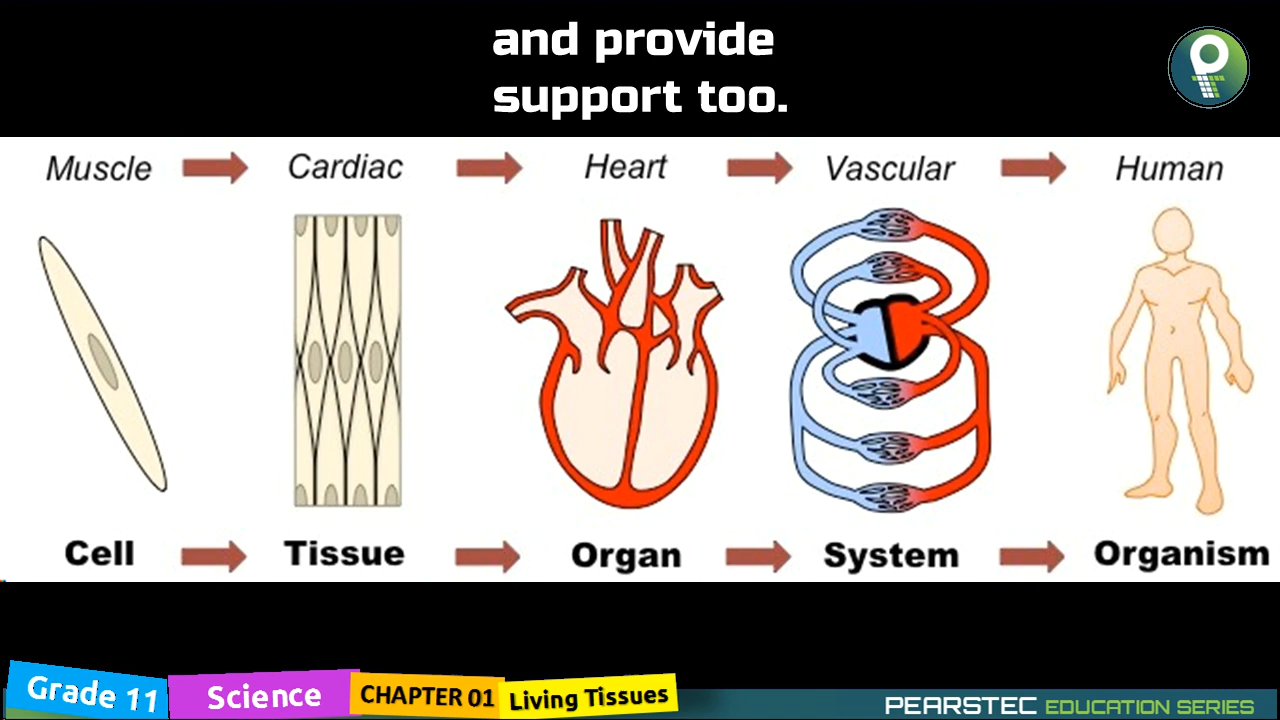 and provide
support too.
Muscle Cardiac Heart Vascular Human
Cell Tissue Organ System Organism
Grade 11 Science CHAPTER 01 Living Tissues
PEARSTEC EDUCATION SERIES